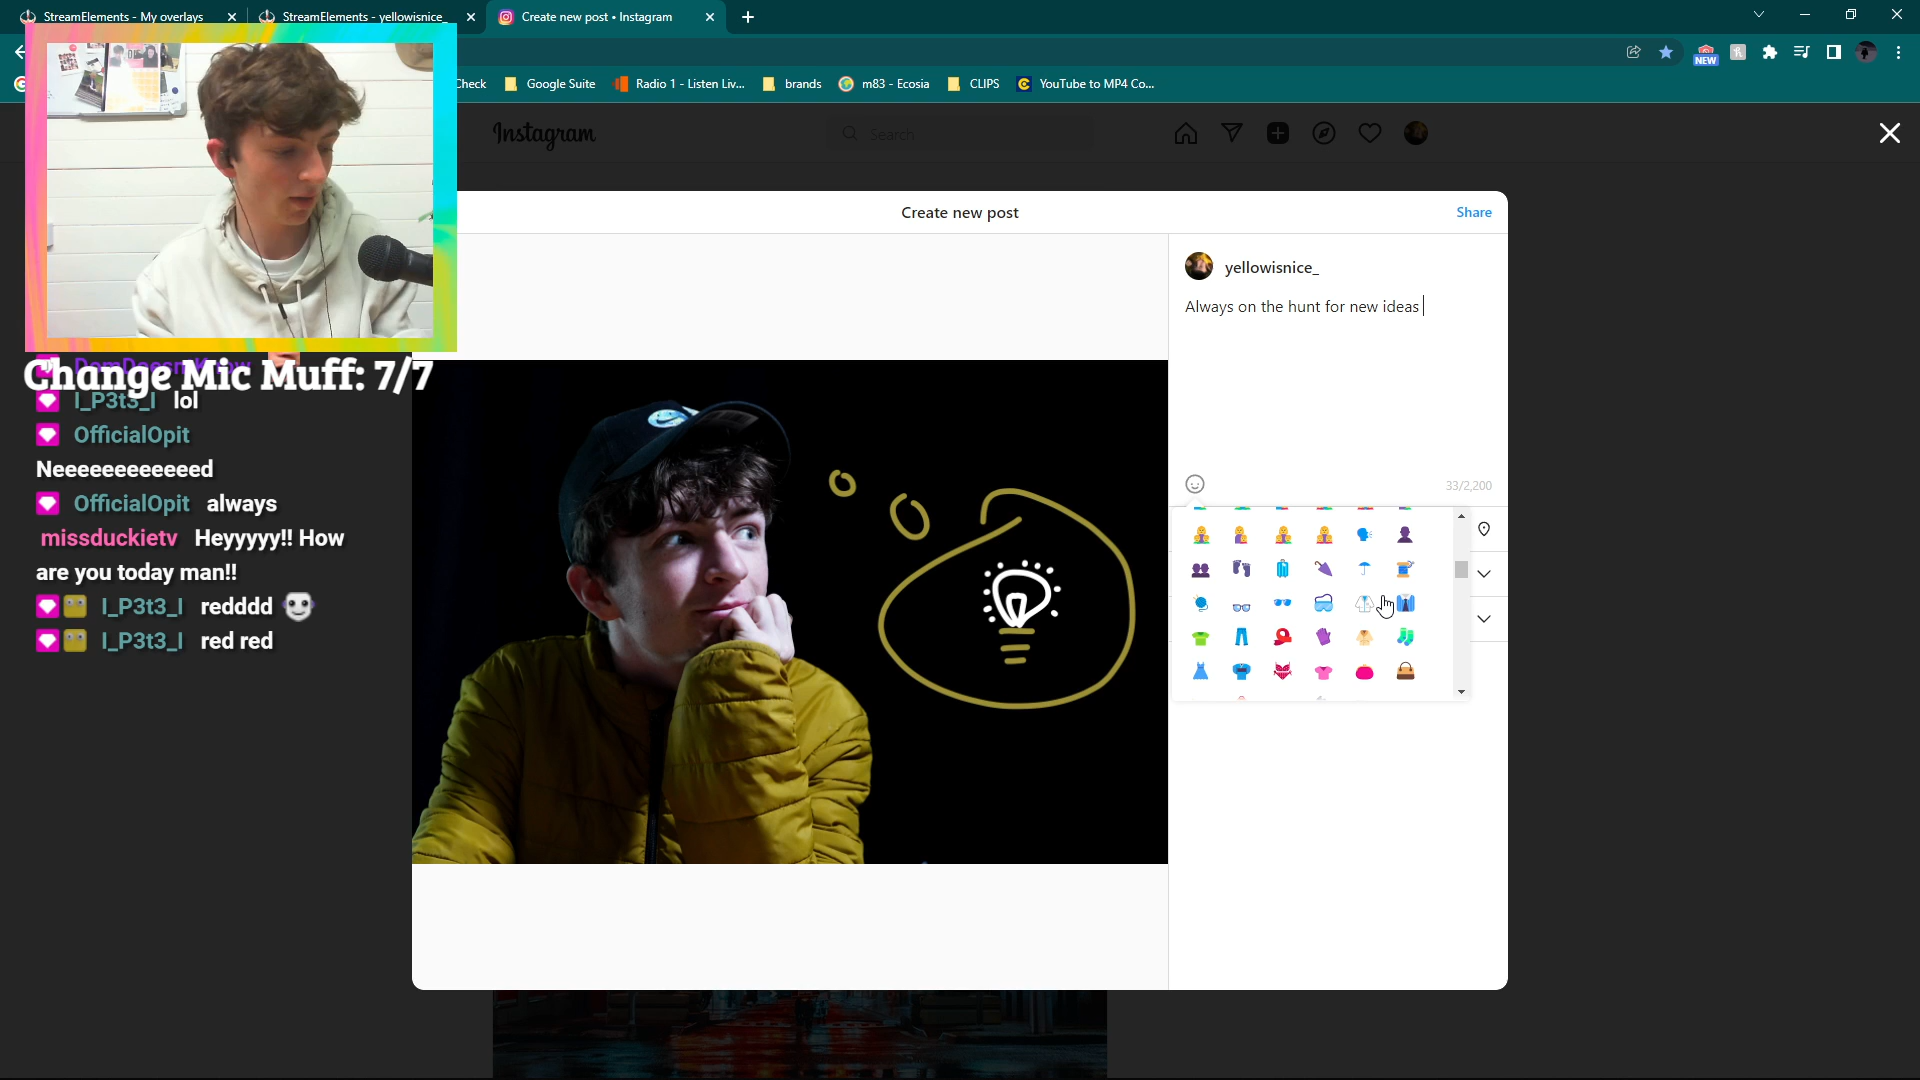 StreamElements - My overlays
StreamElements - yellowisnice_
Create new post • Instagram
Check
Google Suite
Radio 1 - Listen Liv...
brands
m83 - Ecosia
CLIPS
YouTube to MP4 Co...
NEW
Instagram
Search
Create new post
Share
yellowisnice_
Always on the hunt for new ideas
33/2,200
DomDoesntKnow
Change Mic Muff: 7/7
I_P3t3_I lol
OfficialOpit
Neeeeeeeeeeeed
OfficialOpit always
missduckietv Heyyyyy!! How
are you today man!!
I_P3t3_I redddd
I_P3t3_I red red